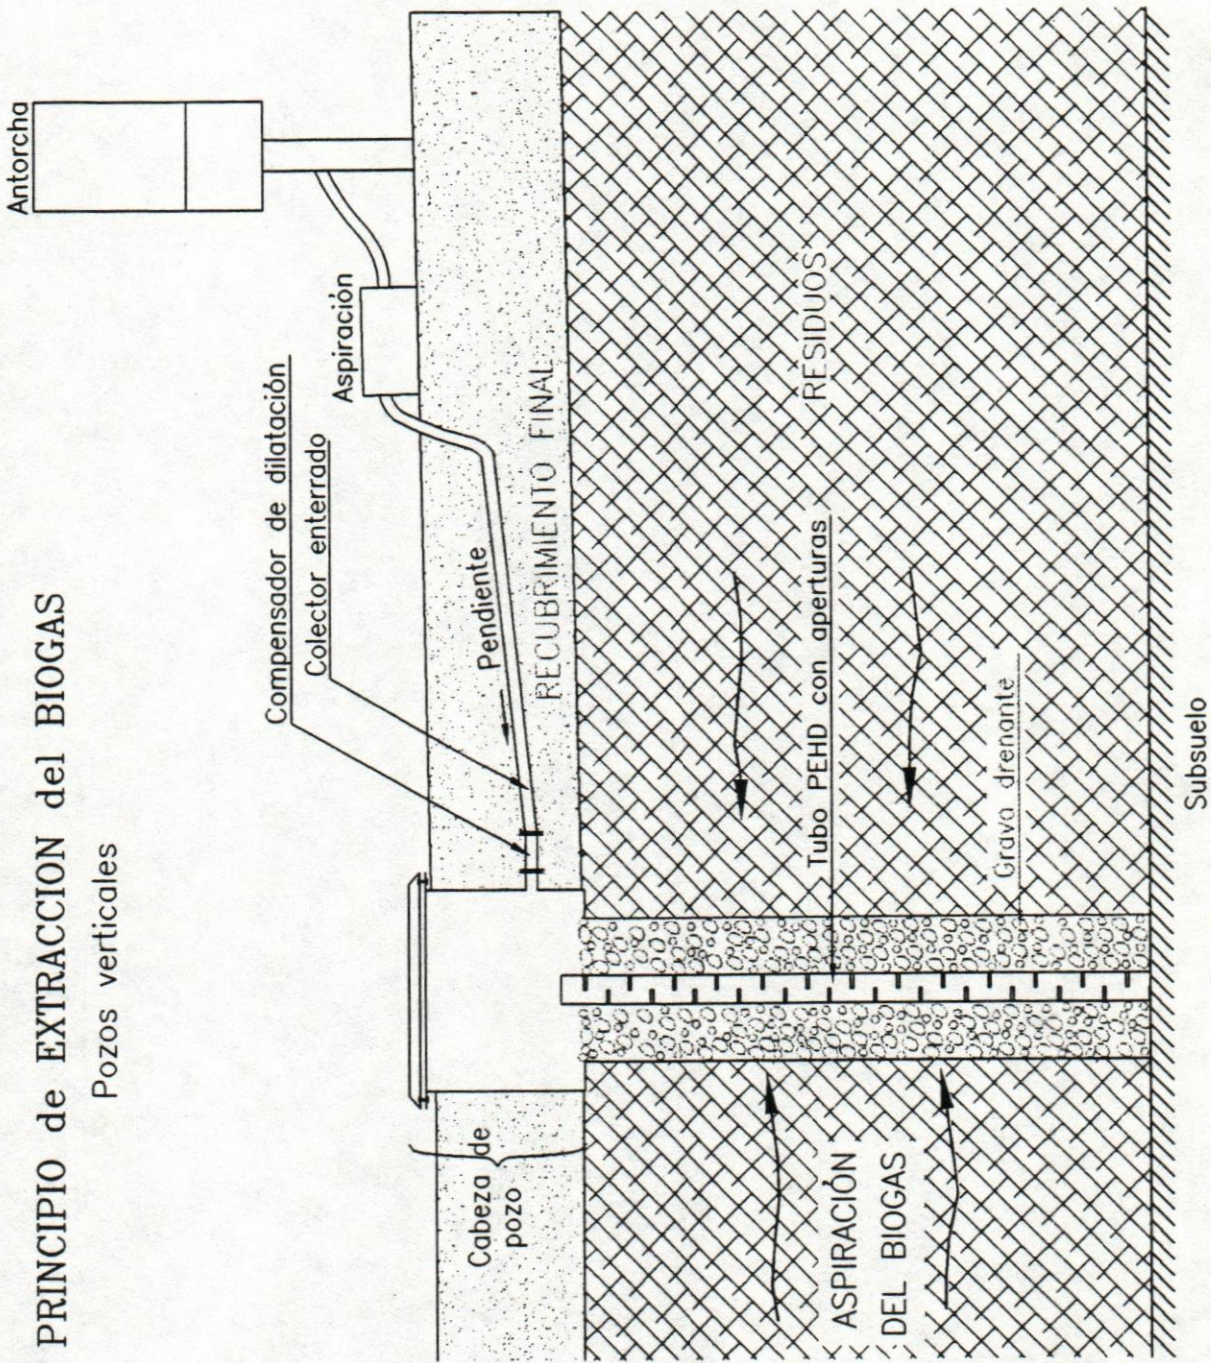 PRINCIPIO de EXTRACCION del BIOGAS
Pozos verticales
Antorcha
Compensador de dilatación
Colector enterrado
Aspiración
Cabeza de
pozo
Pendiente
RECUBRIMIENTO FINAL
ASPIRACIÓN
DEL BIOGAS
Tubo PEHD con aperturas
RESIDUOS
Grava drenante
Subsuelo